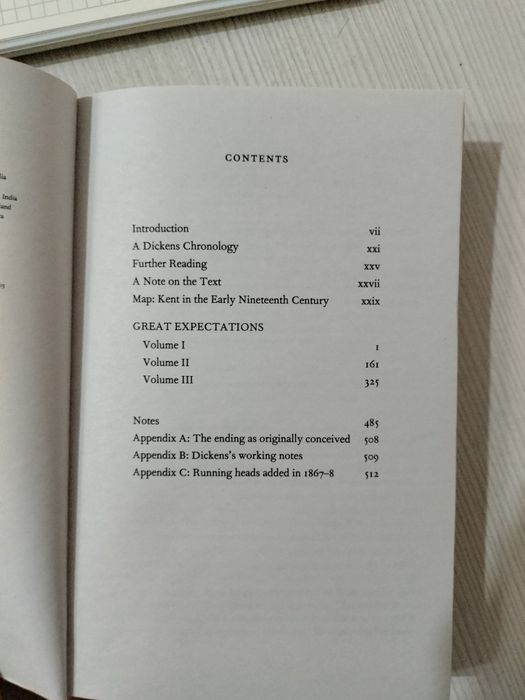 India
and
CONTENTS
Introduction vii
A Dickens Chronology xxi
Further Reading xxv
A Note on the Text xxvii
Map: Kent in the Early Nineteenth Century xxix
GREAT EXPECTATIONS
Volume I 1
Volume II 161
Volume III 325
Notes 485
Appendix A: The ending as originally conceived 508
Appendix B: Dickens's working notes 509
Appendix C: Running heads added in 1867–8 512